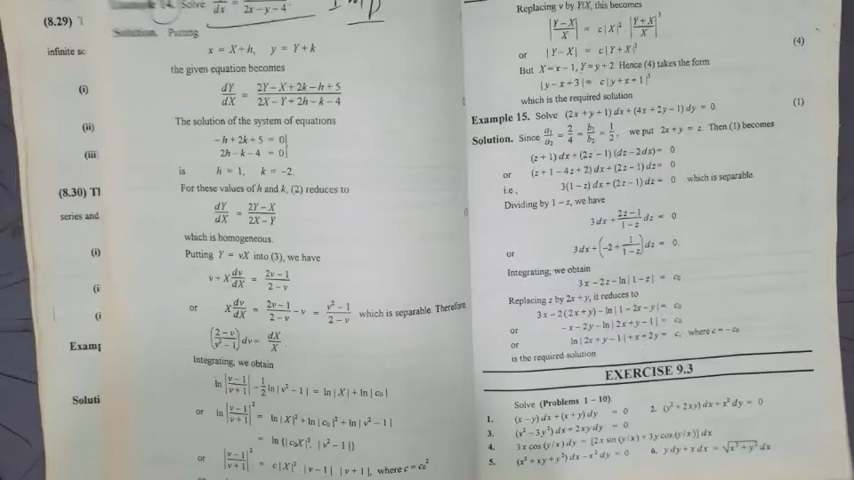 (8.29) T
infinite sc
(i)
(ii)
(iii
(8.30) Tl
series and
(i)
(i
(i
Examp
Soluti
Example 14. Solve /dx = /2x-y-4
Solution. Putting
x = X+h, y = Y+k
the given equation becomes
dY/dX = (2Y-X+2k-h+5)/(2X-Y+2h-k-4)
The solution of the system of equations
-h+2k+5 = 0
2h-k-4 = 0
is h = 1, k = -2.
For these values of h and k, (2) reduces to
dY/dX = (2Y-X)/(2X-Y)
which is homogeneous.
Putting Y = vX into (3), we have
v+X dv/dX = (2v-1)/(2-v)
or X dv/dX = (2v-1)/(2-v) - v = (v²-1)/(2-v) which is separable. Therefore,
((2-v)/(v²-1)) dv = dX/X.
Integrating, we obtain
ln |(v-1)/(v+1)| - 1/2 ln |v²-1| = ln |X| + ln |c₀|
or ln |(v-1)/(v+1)|² = ln |X|² + ln |c₀|² + ln |v²-1|
= ln (|c₀X|². |v²-1|)
or |(v-1)/(v+1)|² = c |X|². |v-1| |v+1|, where c = c₀²
Replacing v by Y/X, this becomes
|(Y-X)/X| = c |X|². |(Y+X)/X|³
or |Y-X| = c |Y+X|³ (4)
But X = x-1, Y = y+2. Hence (4) takes the form
|y-x+3| = c |y+x+1|³
which is the required solution
Example 15. Solve (2x+y+1) dx + (4x+2y-1) dy = 0 (1)
Solution. Since a₁/a₂ = 2/4 = b₁/b₂ = 1/2, we put 2x+y = z. Then (1) becomes
(z+1) dx + (2z-1) (dz-2dx) = 0
or (z+1-4z+2) dx + (2z-1) dz = 0
i.e., 3(1-z) dx + (2z-1) dz = 0 which is separable.
Dividing by 1-z, we have
3 dx + (2z-1)/(1-z) dz = 0
or 3 dx + (-2 + 1/(1-z)) dz = 0.
Integrating, we obtain
3x-2z-ln |1-z| = c₀
Replacing z by 2x+y, it reduces to
3x-2(2x+y)-ln |1-2x-y| = c₀
or -x-2y-ln |2x+y-1| = c₀
or ln |2x+y-1| + x+2y = c, where c = -c₀
is the required solution
EXERCISE 9.3
Solve (Problems 1-10)
1. (x-y) dx + (x+y) dy = 0 2. (y²+2xy) dx + x² dy = 0
3. (x²-3y²) dx + 2xy dy = 0
4. 3x cos (y/x) dy = [2x sin (y/x) + 3y cos (y/x)] dx
5. (x²+xy+y²) dx - x² dy = 0 6. y dy + x dx = √(x²+y²) dx